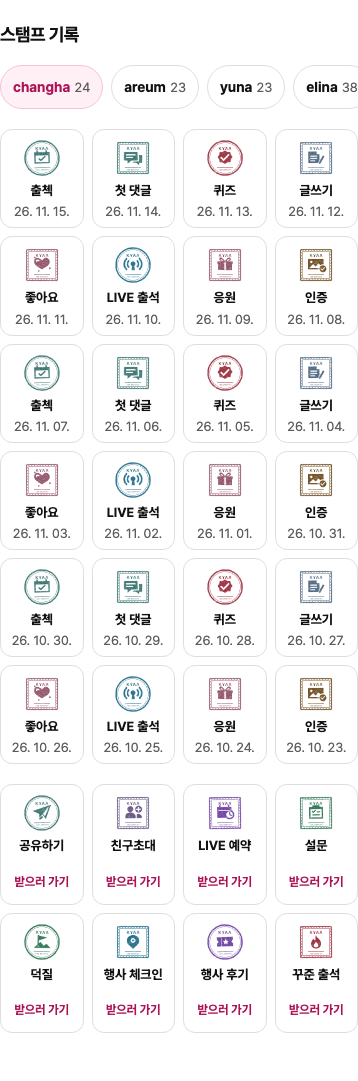 스탬프 기록
changha 24 areum 23 yuna 23 elina 38
출첵 첫 댓글 퀴즈 글쓰기
26. 11. 15. 26. 11. 14. 26. 11. 13. 26. 11. 12.
좋아요 LIVE 출석 응원 인증
26. 11. 11. 26. 11. 10. 26. 11. 09. 26. 11. 08.
출첵 첫 댓글 퀴즈 글쓰기
26. 11. 07. 26. 11. 06. 26. 11. 05. 26. 11. 04.
좋아요 LIVE 출석 응원 인증
26. 11. 03. 26. 11. 02. 26. 11. 01. 26. 10. 31.
출첵 첫 댓글 퀴즈 글쓰기
26. 10. 30. 26. 10. 29. 26. 10. 28. 26. 10. 27.
좋아요 LIVE 출석 응원 인증
26. 10. 26. 26. 10. 25. 26. 10. 24. 26. 10. 23.
공유하기 친구초대 LIVE 예약 설문
받으러 가기 받으러 가기 받으러 가기 받으러 가기
덕질 행사 체크인 행사 후기 꾸준 출석
받으러 가기 받으러 가기 받으러 가기 받으러 가기